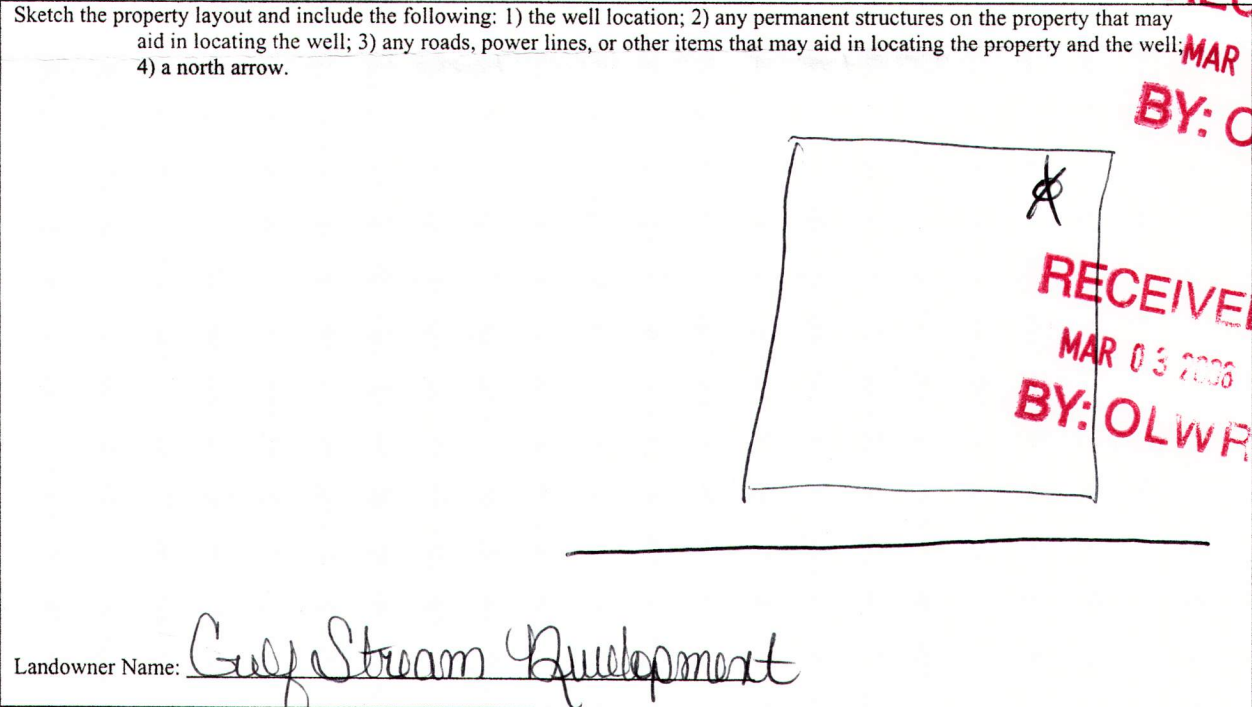 Sketch the property layout and include the following: 1) the well location; 2) any permanent structures on the property that may
aid in locating the well; 3) any roads, power lines, or other items that may aid in locating the property and the well;
4) a north arrow.
MAR
BY: O
RECEIVE
MAR 03 2006
BY: OLWR
Landowner Name: Gulf Stream Development